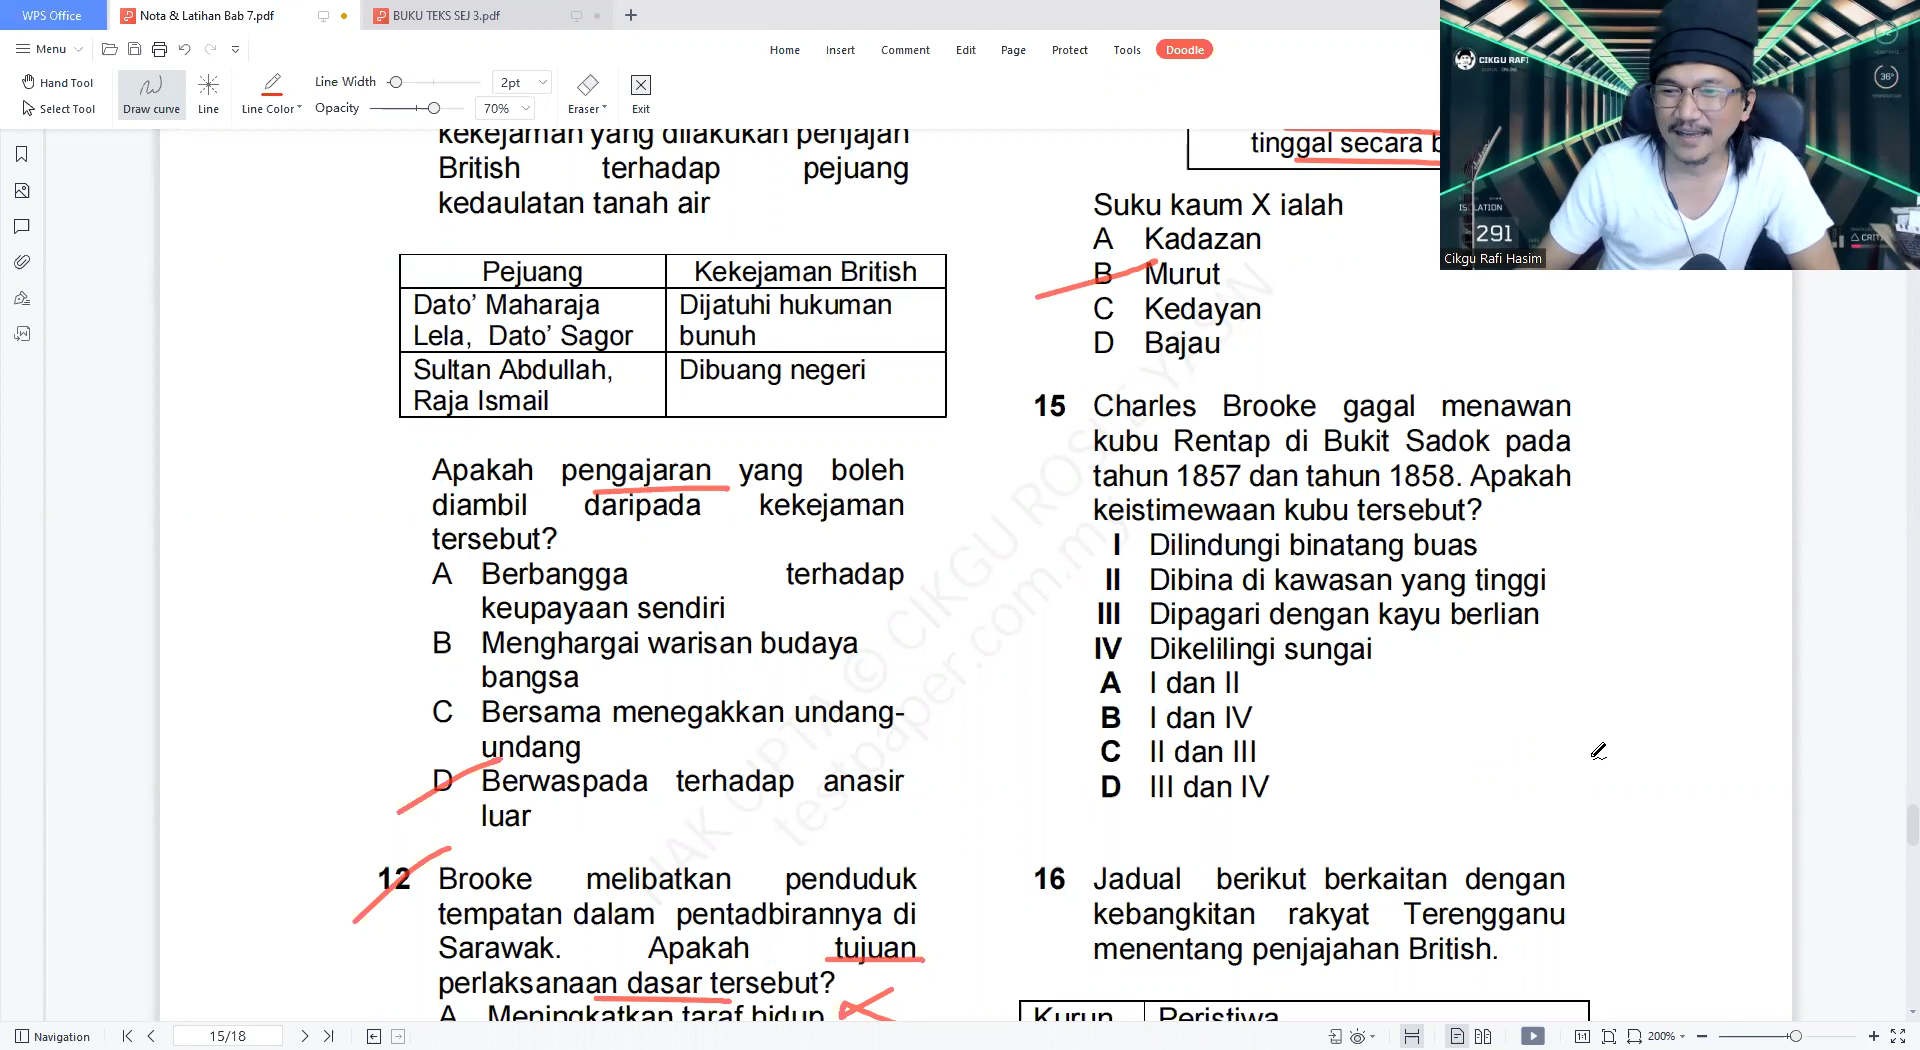 WPS Office
Nota & Latihan Bab 7.pdf
BUKU TEKS SEJ 3.pdf
Menu
Home
Insert
Comment
Edit
Page
Protect
Tools
Doodle
Hand Tool
Select Tool
Draw curve
Line
Line Color
Line Width
2pt
Opacity
70%
Eraser
Exit
kekejaman yang dilakukan penjajah
British terhadap pejuang
kedaulatan tanah air
Pejuang
Kekejaman British
Dato' Maharaja
Lela, Dato' Sagor
Dijatuhi hukuman
bunuh
Sultan Abdullah,
Raja Ismail
Dibuang negeri
Apakah pengajaran yang boleh
diambil daripada kekejaman
tersebut?
A Berbangga terhadap
keupayaan sendiri
B Menghargai warisan budaya
bangsa
C Bersama menegakkan undang-
undang
D Berwaspada terhadap anasir
luar
12 Brooke melibatkan penduduk
tempatan dalam pentadbirannya di
Sarawak. Apakah tujuan
perlaksanaan dasar tersebut?
A Meningkatkan taraf hidup
tinggal secara
Suku kaum X ialah
A Kadazan
B Murut
C Kedayan
D Bajau
15 Charles Brooke gagal menawan
kubu Rentap di Bukit Sadok pada
tahun 1857 dan tahun 1858. Apakah
keistimewaan kubu tersebut?
I Dilindungi binatang buas
II Dibina di kawasan yang tinggi
III Dipagari dengan kayu berlian
IV Dikelilingi sungai
A I dan II
B I dan IV
C II dan III
D III dan IV
16 Jadual berikut berkaitan dengan
kebangkitan rakyat Terengganu
menentang penjajahan British.
Kurun
Peristiwa
HAK CIPTA © CIKGU ROSLEYASIN
testpaper.com.my
CIKGU RAFI
36°
291
Cikgu Rafi Hasim
Navigation
15/18
200%